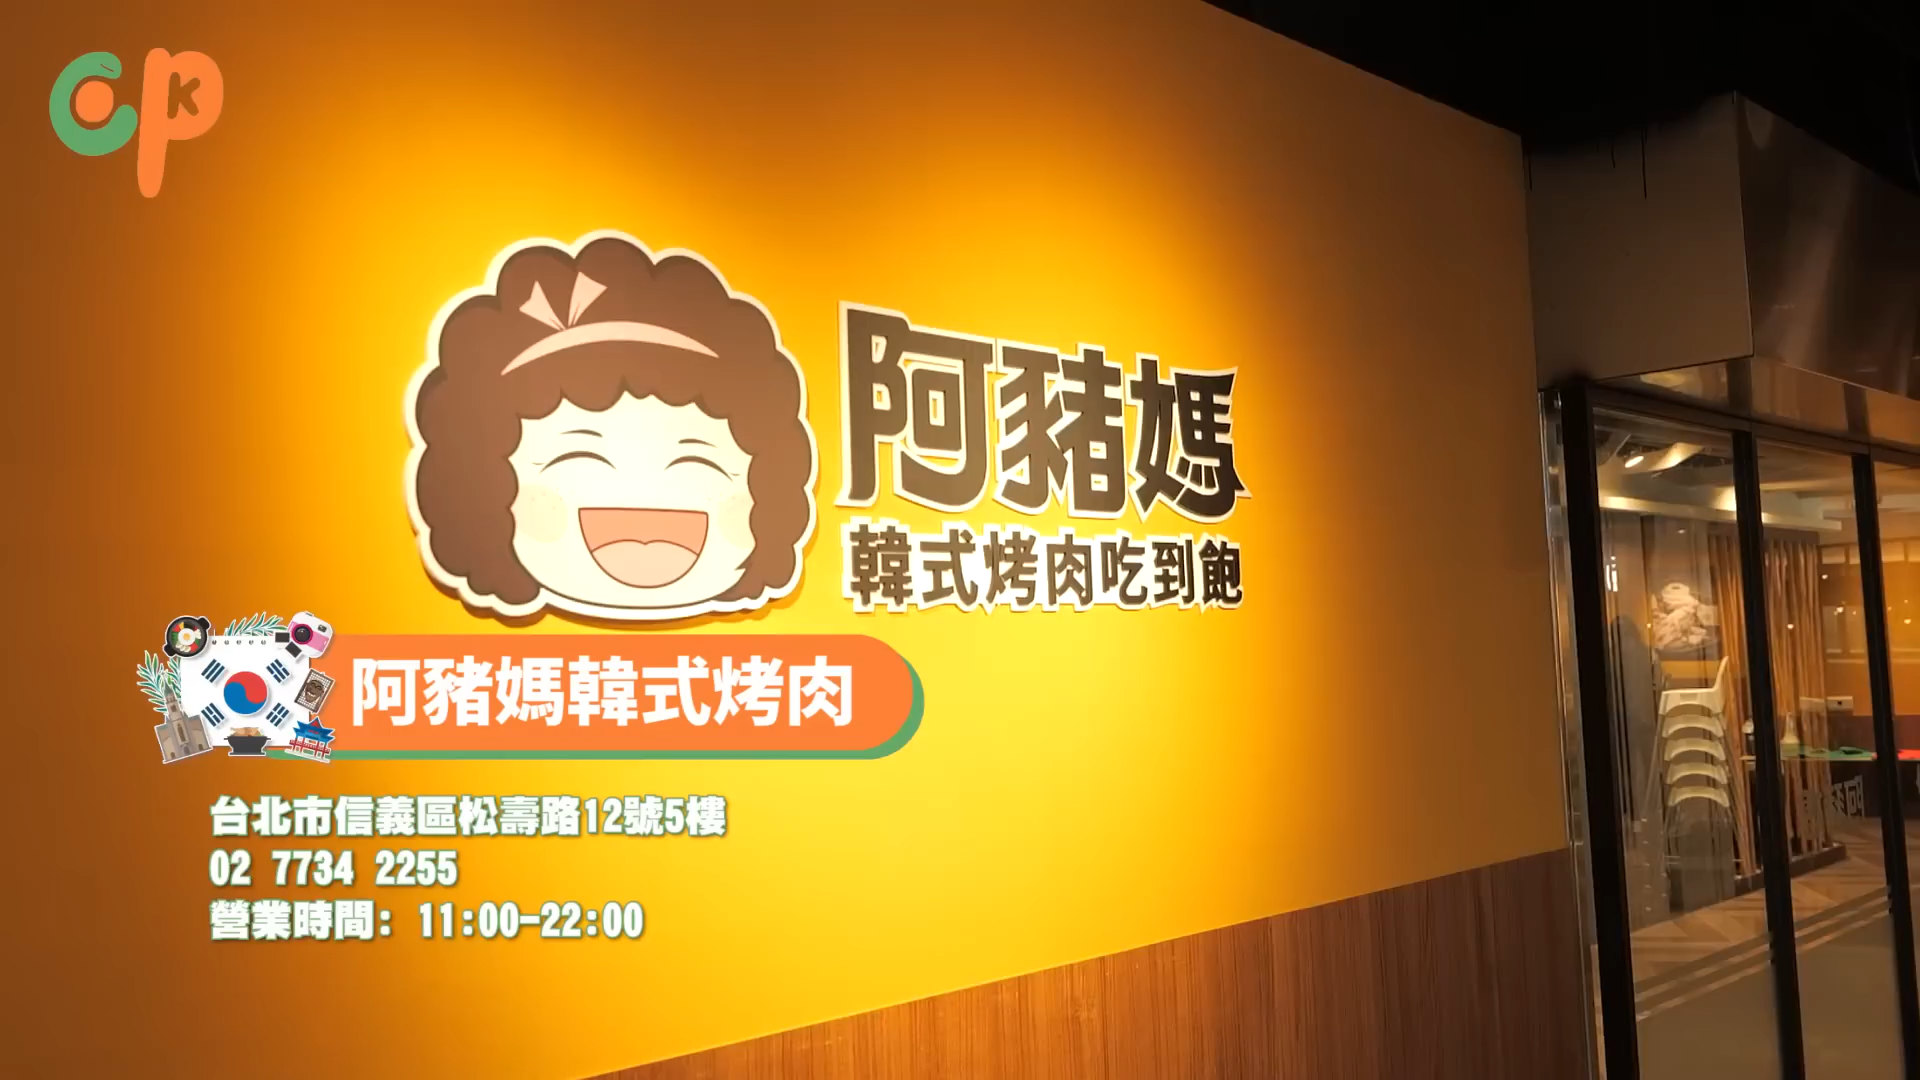 CPK
阿豬媽
韓式烤肉吃到飽
阿豬媽韓式烤肉
台北市信義區松壽路12號5樓
02 7734 2255
營業時間: 11:00-22:00